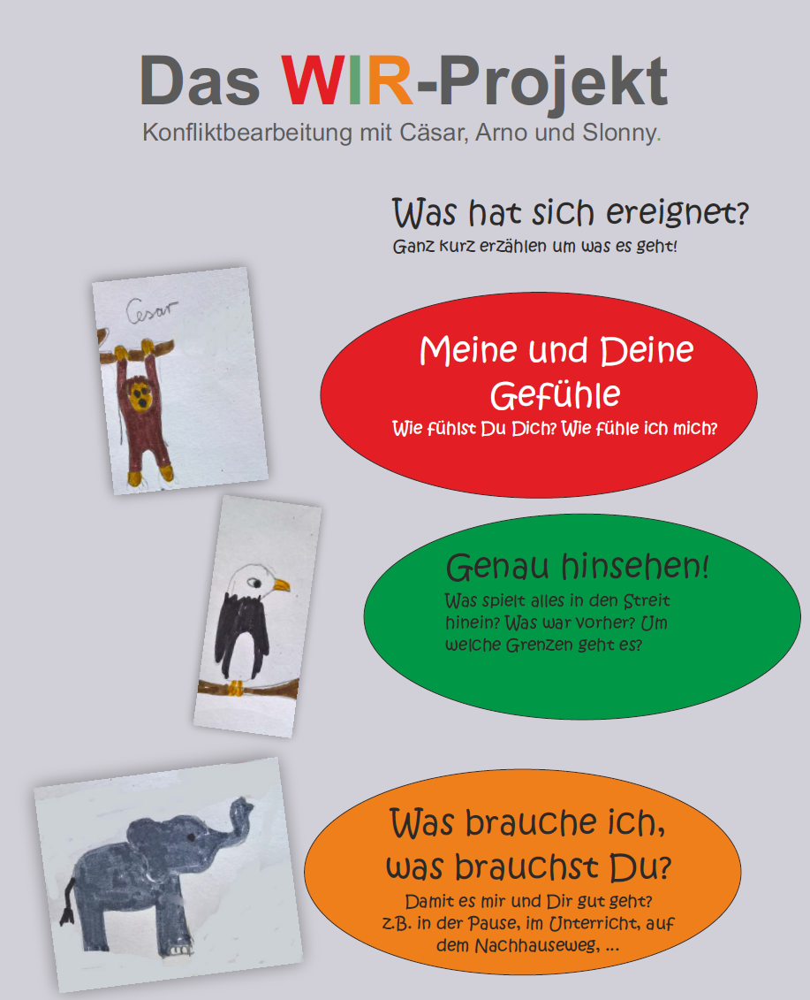 Das WIR-Projekt
Konfliktbearbeitung mit Cäsar, Arno und Slonny.
Was hat sich ereignet?
Ganz kurz erzählen um was es geht!
Cesar
Meine und Deine
Gefühle
Wie fühlst Du Dich? Wie fühle ich mich?
Genau hinsehen!
Was spielt alles in den Streit
hinein? Was war vorher? Um
welche Grenzen geht es?
Was brauche ich,
was brauchst Du?
Damit es mir und Dir gut geht?
z.B. in der Pause, im Unterricht, auf
dem Nachhauseweg, ...